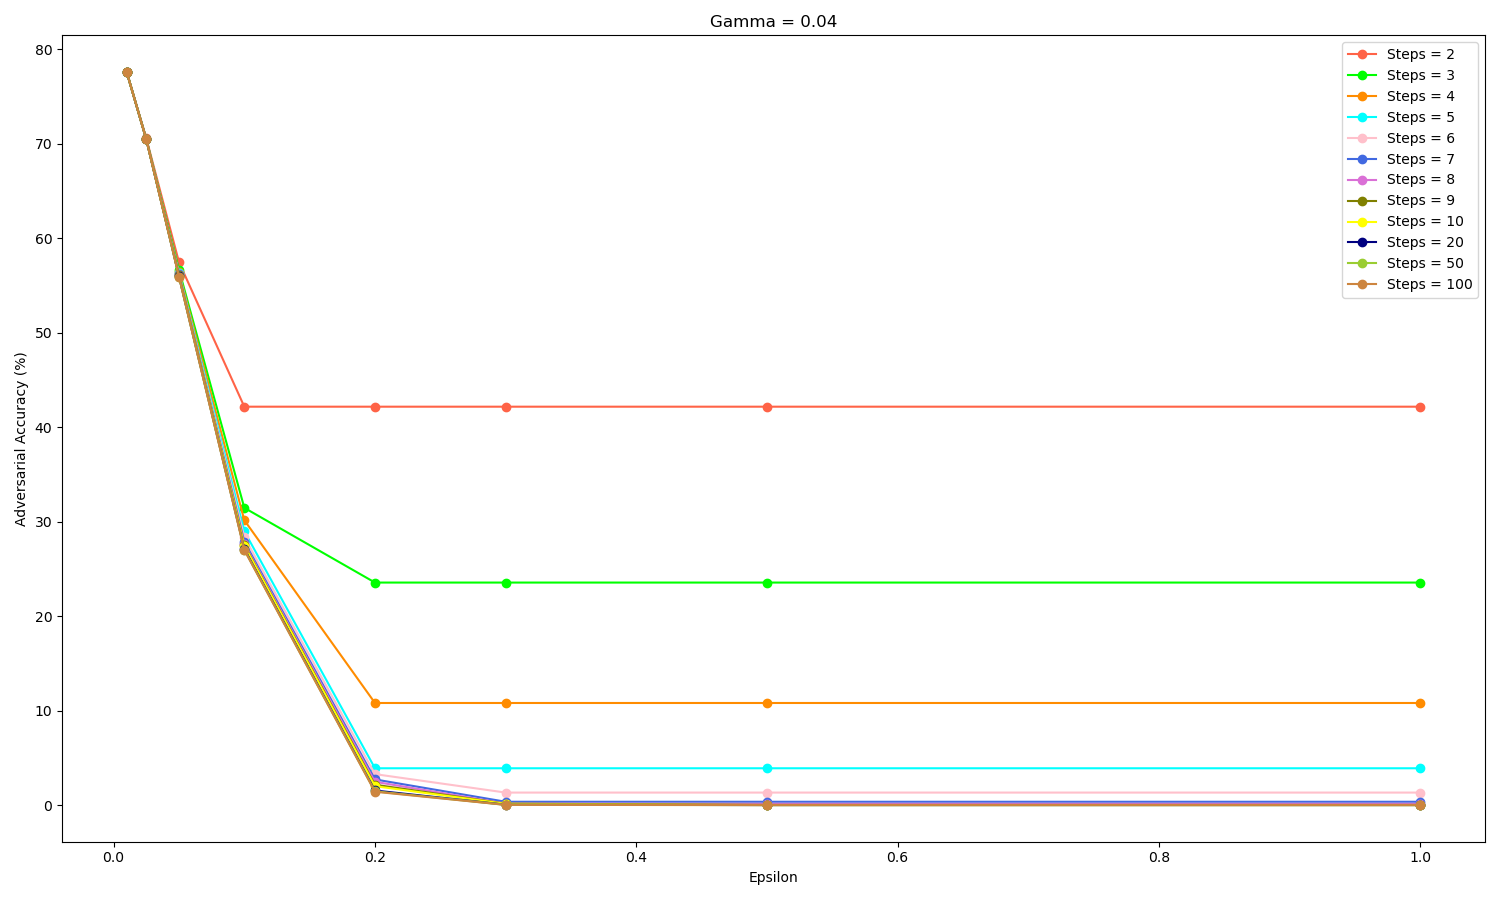 Gamma = 0.04
Adversarial Accuracy (%)
80
70
60
50
40
30
20
10
0
Steps = 2
Steps = 3
Steps = 4
Steps = 5
Steps = 6
Steps = 7
Steps = 8
Steps = 9
Steps = 10
Steps = 20
Steps = 50
Steps = 100
0.0
0.2
0.4
0.6
0.8
1.0
Epsilon